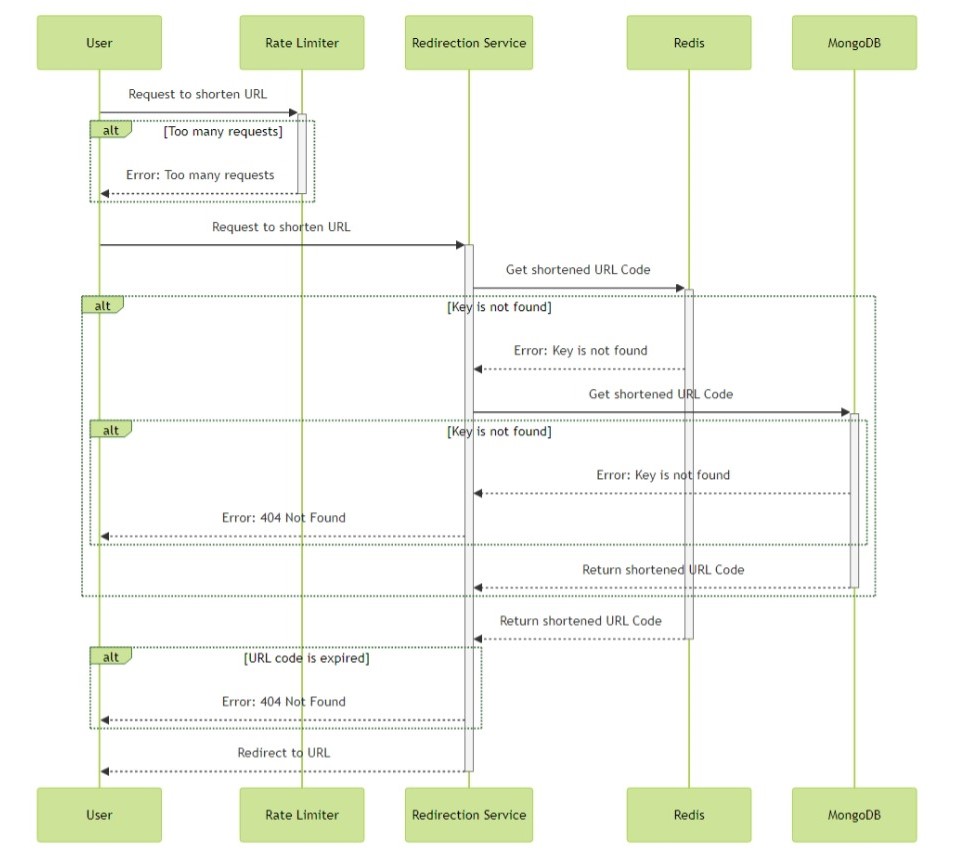 User
Rate Limiter
Redirection Service
Redis
MongoDB
Request to shorten URL
alt
[Too many requests]
Error: Too many requests
Request to shorten URL
Get shortened URL Code
alt
[Key is not found]
Error: Key is not found
Get shortened URL Code
alt
[Key is not found]
Error: Key is not found
Error: 404 Not Found
Return shortened URL Code
Return shortened URL Code
alt
[URL code is expired]
Error: 404 Not Found
Redirect to URL
User
Rate Limiter
Redirection Service
Redis
MongoDB